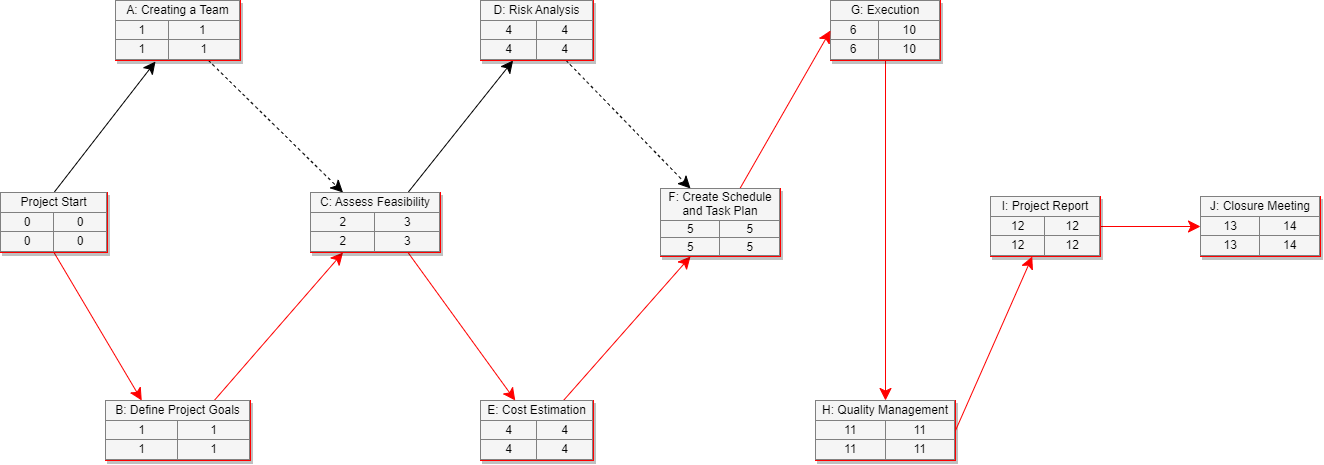 A: Creating a Team
1 1
1 1
D: Risk Analysis
4 4
4 4
G: Execution
6 10
6 10
Project Start
0 0
0 0
C: Assess Feasibility
2 3
2 3
F: Create Schedule
and Task Plan
5 5
5 5
I: Project Report
12 12
12 12
J: Closure Meeting
13 14
13 14
B: Define Project Goals
1 1
1 1
E: Cost Estimation
4 4
4 4
H: Quality Management
11 11
11 11